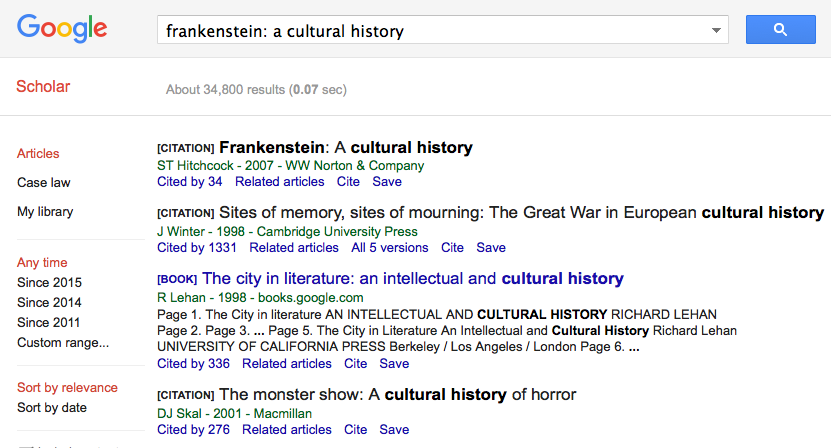 Google
frankenstein: a cultural history
Scholar
About 34,800 results (0.07 sec)
Articles
Case law
My library
Any time
Since 2015
Since 2014
Since 2011
Custom range...
Sort by relevance
Sort by date
[CITATION] Frankenstein: A cultural history
ST Hitchcock - 2007 - WW Norton & Company
Cited by 34 Related articles Cite Save
[CITATION] Sites of memory, sites of mourning: The Great War in European cultural history
J Winter - 1998 - Cambridge University Press
Cited by 1331 Related articles All 5 versions Cite Save
[BOOK] The city in literature: an intellectual and cultural history
R Lehan - 1998 - books.google.com
Page 1. The City in literature AN INTELLECTUAL AND CULTURAL HISTORY RICHARD LEHAN
Page 2. Page 3. ... Page 5. The City in Literature An Intellectual and Cultural History Richard Lehan
UNIVERSITY OF CALIFORNIA PRESS Berkeley / Los Angeles / London Page 6. ...
Cited by 336 Related articles Cite Save
[CITATION] The monster show: A cultural history of horror
DJ Skal - 2001 - Macmillan
Cited by 276 Related articles Cite Save